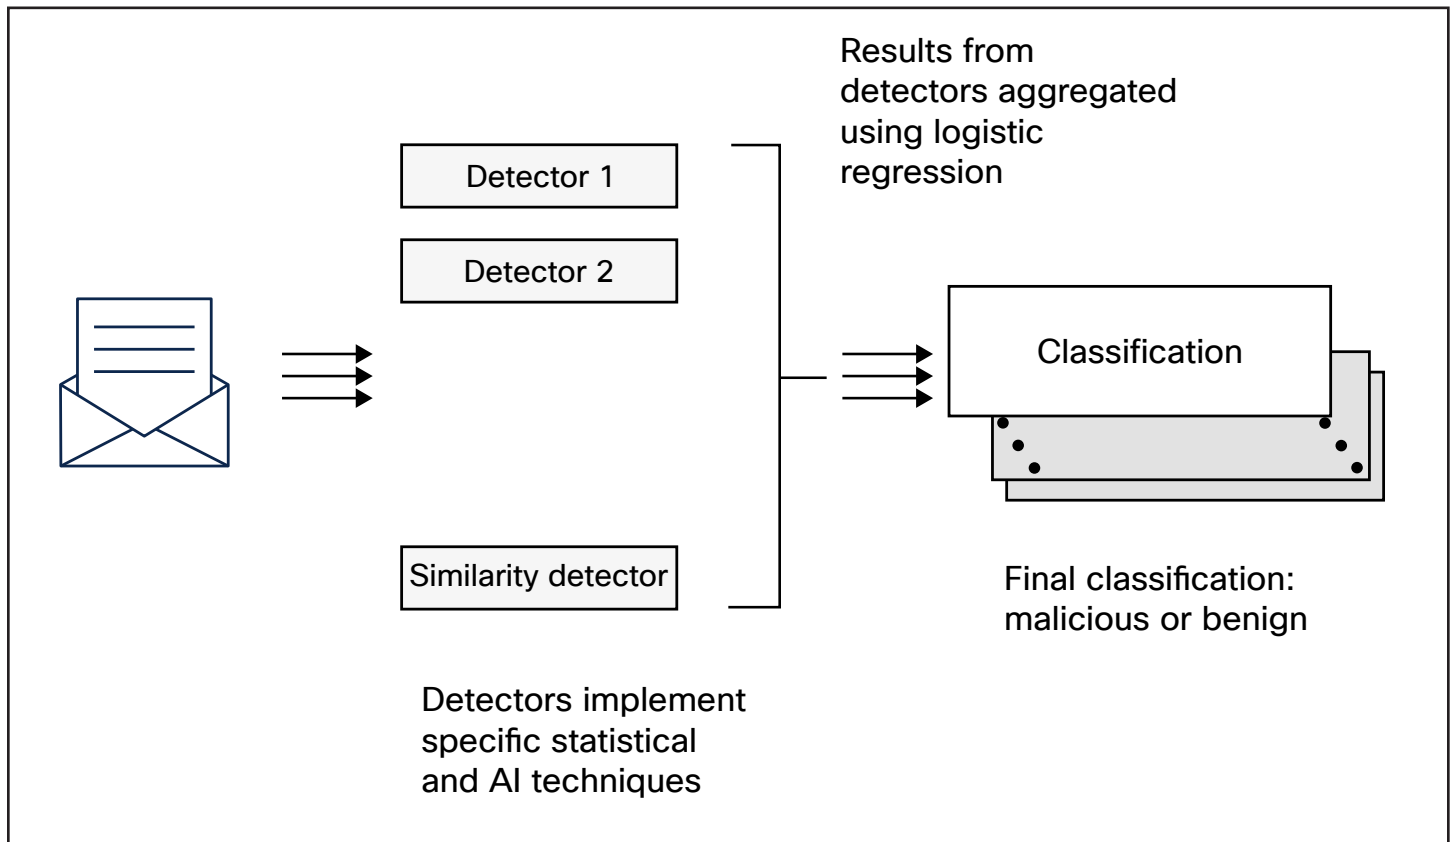 Results from
detectors aggregated
using logistic
regression
Detector 1
Detector 2
Classification
Similarity detector
Final classification:
malicious or benign
Detectors implement
specific statistical
and AI techniques